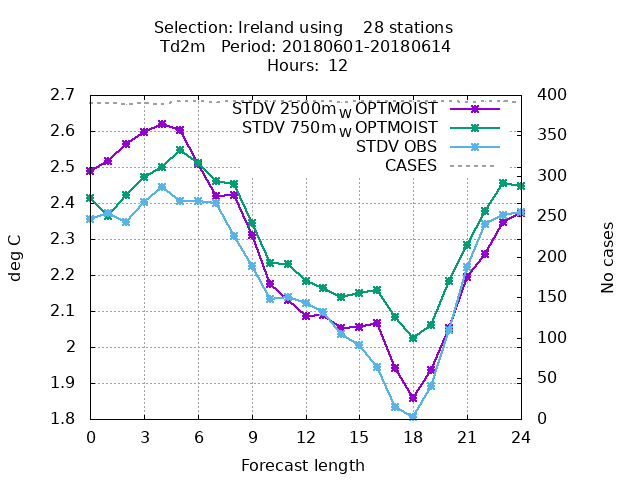 Selection: Ireland using    28 stations
Td2m   Period: 20180601-20180614
Hours: 12
2.7
2.6
2.5
2.4
2.3
2.2
2.1
2
1.9
1.8
deg C
STDV 2500m_W OPTMOIST
STDV 750m_W OPTMOIST
STDV OBS
CASES
400
350
300
250
200
150
100
50
0
No cases
0 3 6 9 12 15 18 21 24
Forecast length